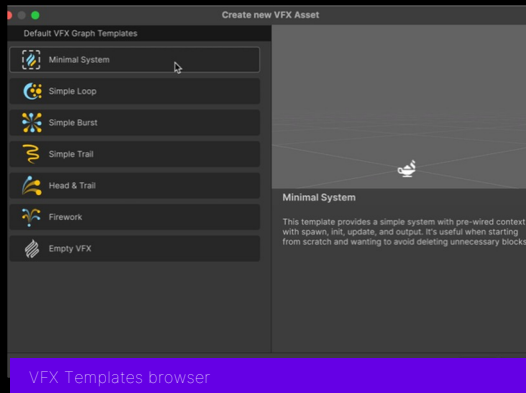 Create new VFX Asset
Default VFX Graph Templates
Minimal System
Simple Loop
Simple Burst
Simple Trail
Head & Trail
Firework
Empty VFX
Minimal System
This template provides a simple system with pre-wired context
with spawn, init, update, and output. It's useful when starting
from scratch and wanting to avoid deleting unnecessary blocks
VFX Templates browser